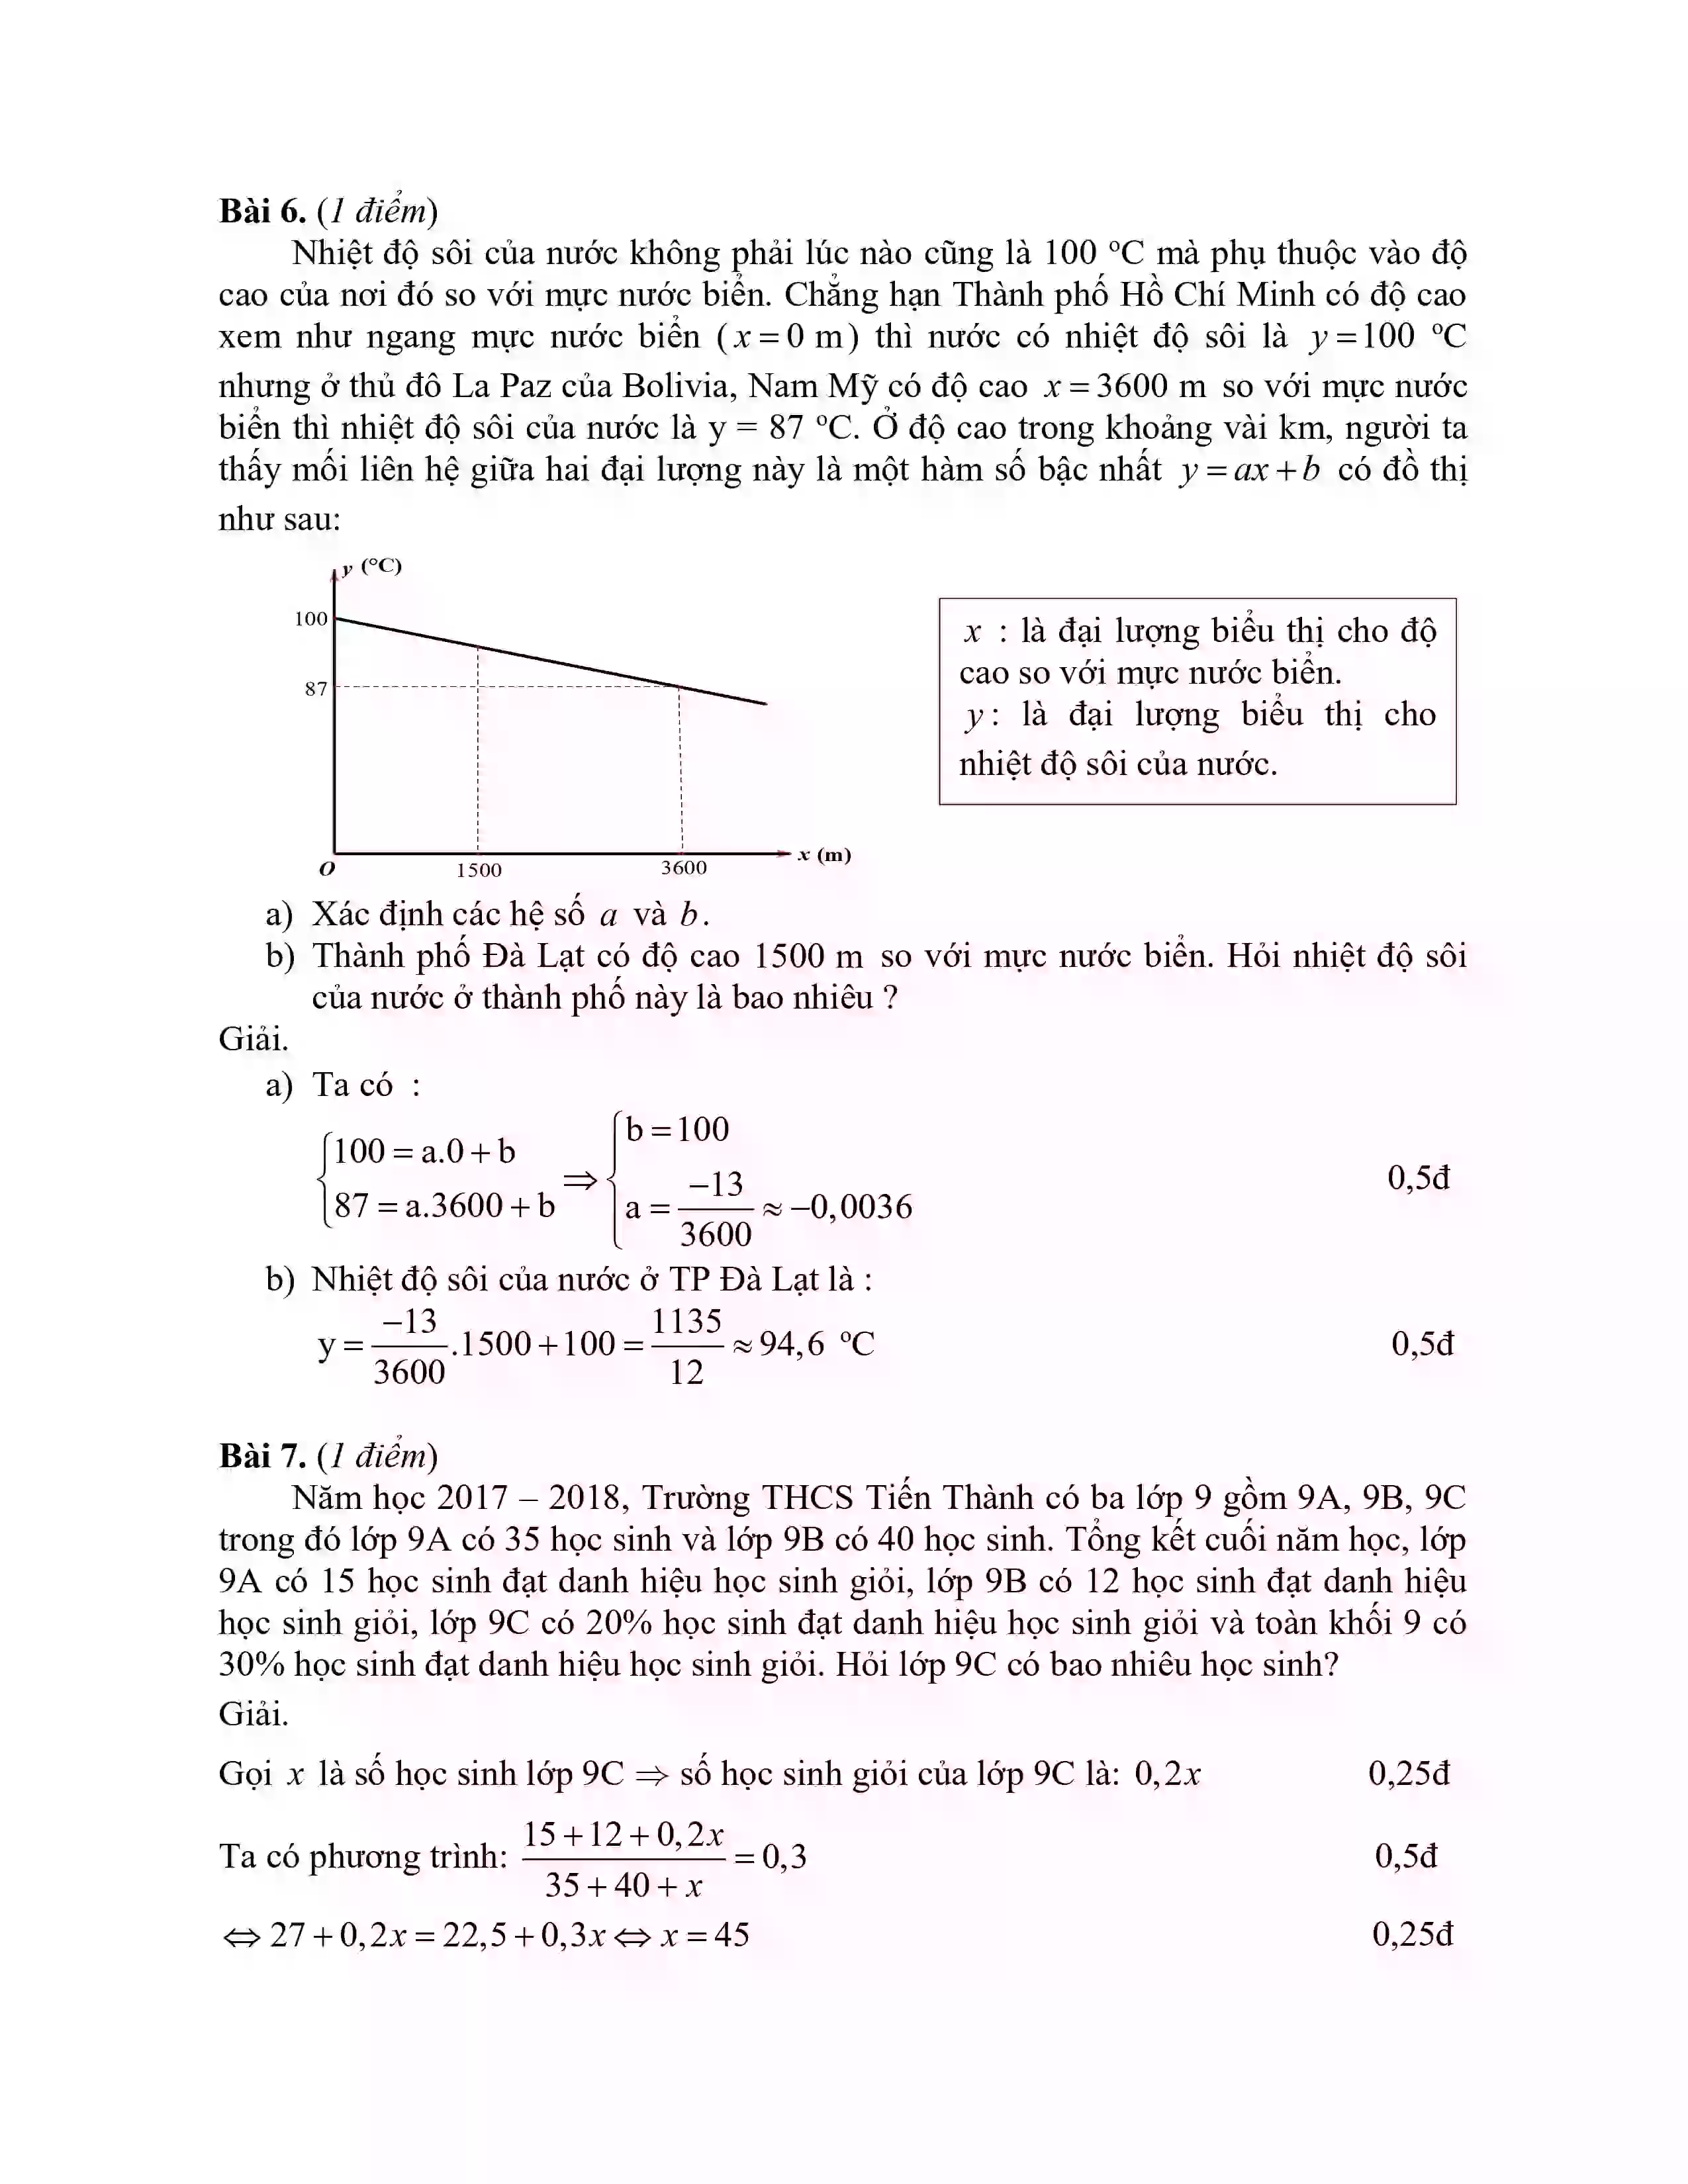 Bài 6. (1 điểm)
Nhiệt độ sôi của nước không phải lúc nào cũng là 100 ºC mà phụ thuộc vào độ
cao của nơi đó so với mực nước biển. Chẳng hạn Thành phố Hồ Chí Minh có độ cao
xem như ngang mực nước biển (x = 0 m) thì nước có nhiệt độ sôi là y = 100 ºC
nhưng ở thủ đô La Paz của Bolivia, Nam Mỹ có độ cao x = 3600 m so với mực nước
biển thì nhiệt độ sôi của nước là y = 87 ºC. Ở độ cao trong khoảng vài km, người ta
thấy mối liên hệ giữa hai đại lượng này là một hàm số bậc nhất y = ax + b có đồ thị
như sau:
y (°C)
100
87
O
1500
3600
x (m)
x : là đại lượng biểu thị cho độ
cao so với mực nước biển.
y : là đại lượng biểu thị cho
nhiệt độ sôi của nước.
a) Xác định các hệ số a và b.
b) Thành phố Đà Lạt có độ cao 1500 m so với mực nước biển. Hỏi nhiệt độ sôi
của nước ở thành phố này là bao nhiêu ?
Giải.
a) Ta có :
{100 = a.0 + b
87 = a.3600 + b ⇒ {b = 100
a = −13/3600 ≈ −0,0036 0,5đ
b) Nhiệt độ sôi của nước ở TP Đà Lạt là :
y = −13/3600 .1500 + 100 = 1135/12 ≈ 94,6 ºC 0,5đ
Bài 7. (1 điểm)
Năm học 2017 – 2018, Trường THCS Tiến Thành có ba lớp 9 gồm 9A, 9B, 9C
trong đó lớp 9A có 35 học sinh và lớp 9B có 40 học sinh. Tổng kết cuối năm học, lớp
9A có 15 học sinh đạt danh hiệu học sinh giỏi, lớp 9B có 12 học sinh đạt danh hiệu
học sinh giỏi, lớp 9C có 20% học sinh đạt danh hiệu học sinh giỏi và toàn khối 9 có
30% học sinh đạt danh hiệu học sinh giỏi. Hỏi lớp 9C có bao nhiêu học sinh?
Giải.
Gọi x là số học sinh lớp 9C ⇒ số học sinh giỏi của lớp 9C là: 0,2x 0,25đ
Ta có phương trình: (15 + 12 + 0,2x)/(35 + 40 + x) = 0,3 0,5đ
⇔ 27 + 0,2x = 22,5 + 0,3x ⇔ x = 45 0,25đ